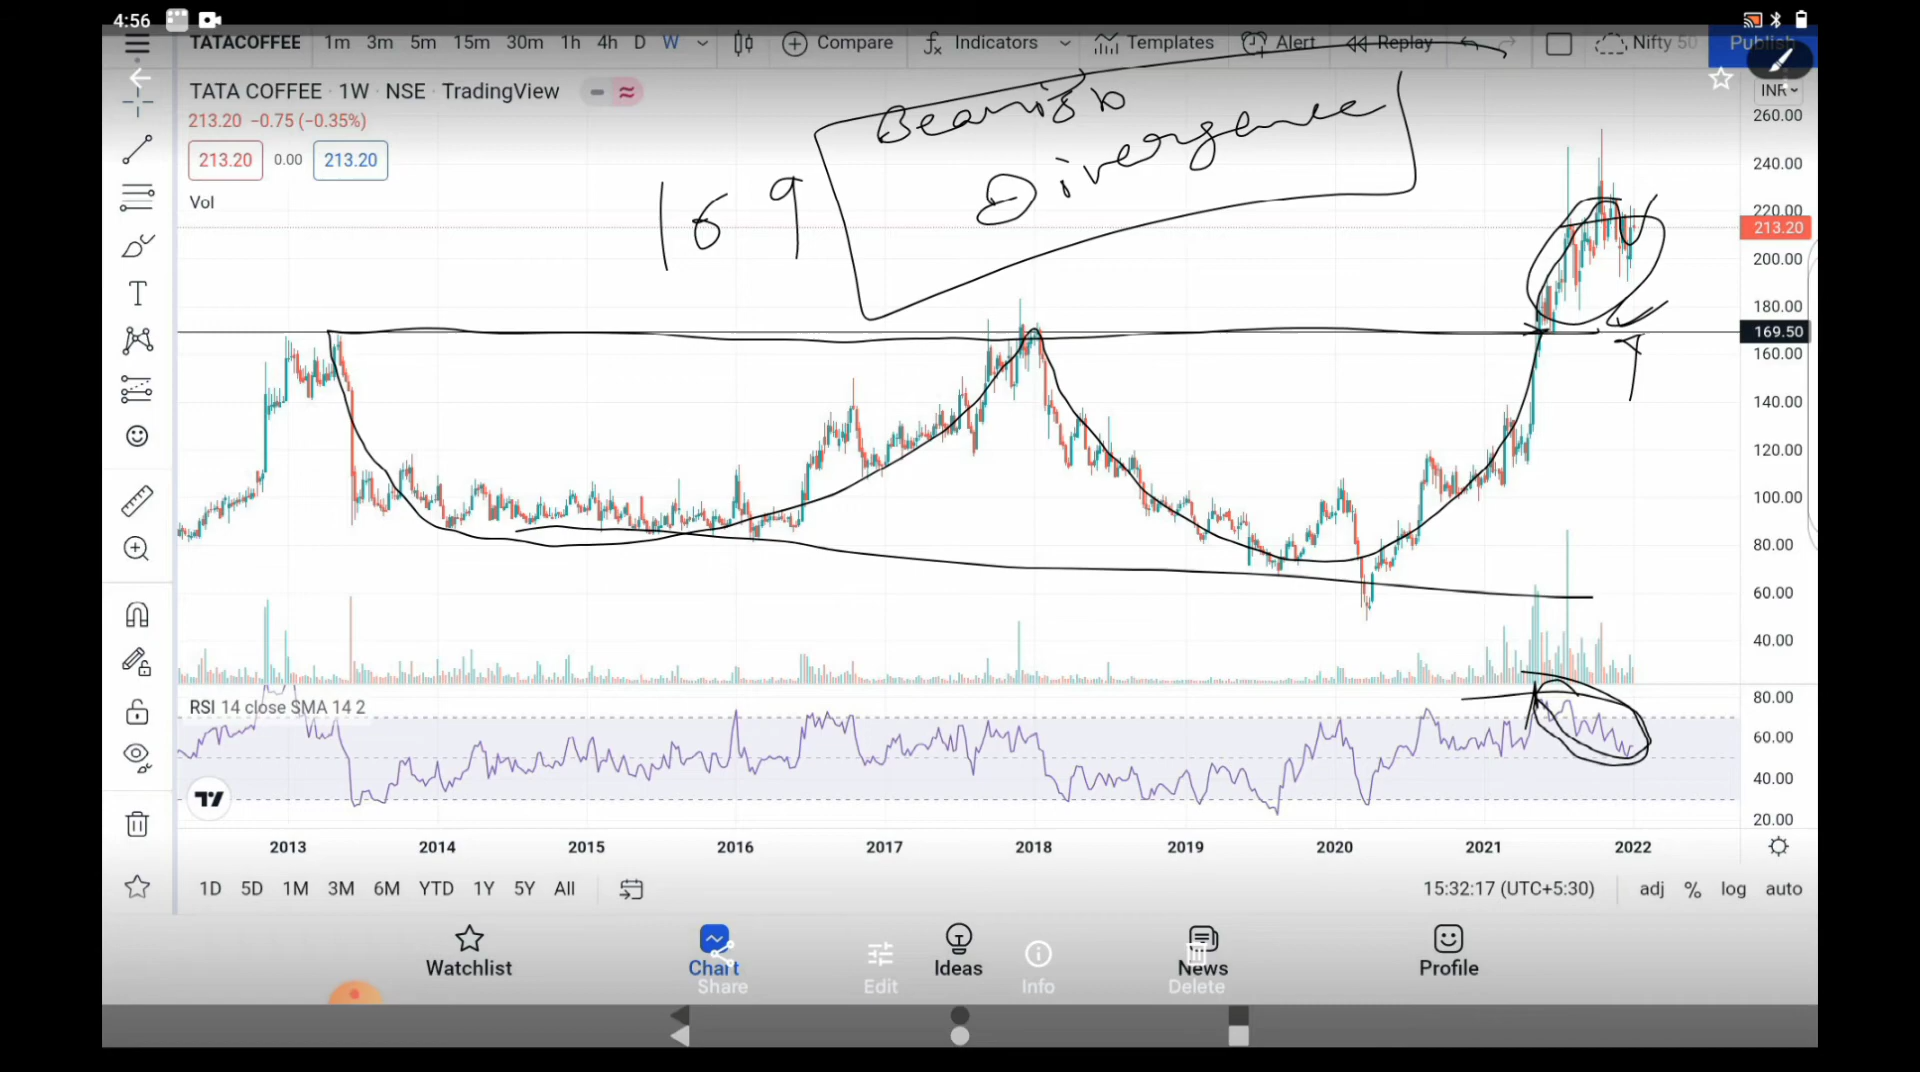 4:56
TATACOFFEE 1m 3m 5m 15m 30m 1h 4h D W Compare Indicators Templates Alert Replay Nifty 50 Publish
TATA COFFEE · 1W · NSE · TradingView
INR
213.20 −0.75 (−0.35%)
213.20 0.00 213.20
Vol
Bearish
Divergence
169
260.00
240.00
220.00
213.20
200.00
180.00
169.50
160.00
140.00
120.00
100.00
80.00
60.00
40.00
RSI 14 close SMA 14 2
80.00
60.00
40.00
20.00
2013 2014 2015 2016 2017 2018 2019 2020 2021 2022
1D 5D 1M 3M 6M YTD 1Y 5Y All 15:32:17 (UTC+5:30) adj % log auto
Watchlist Chart Ideas News Profile
Share Edit Info Delete